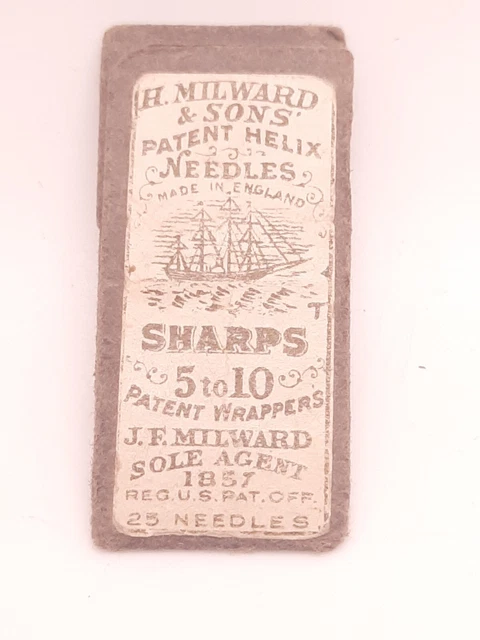 H. MILWARD
& SONS'
PATENT HELIX
NEEDLES
MADE IN ENGLAND
T
SHARPS
5 to 10
PATENT WRAPPERS
J. F. MILWARD
SOLE AGENT
1857
REG. U.S. PAT. OFF.
25 NEEDLES